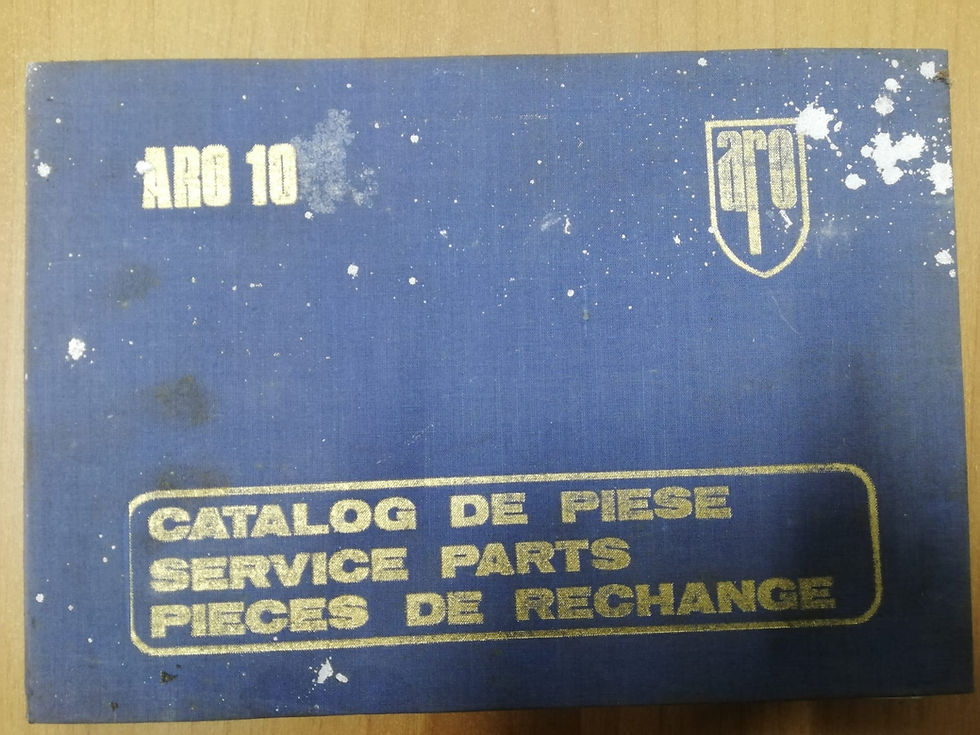 ARO 10
aro
CATALOG DE PIESE
SERVICE PARTS
PIECES DE RECHANGE